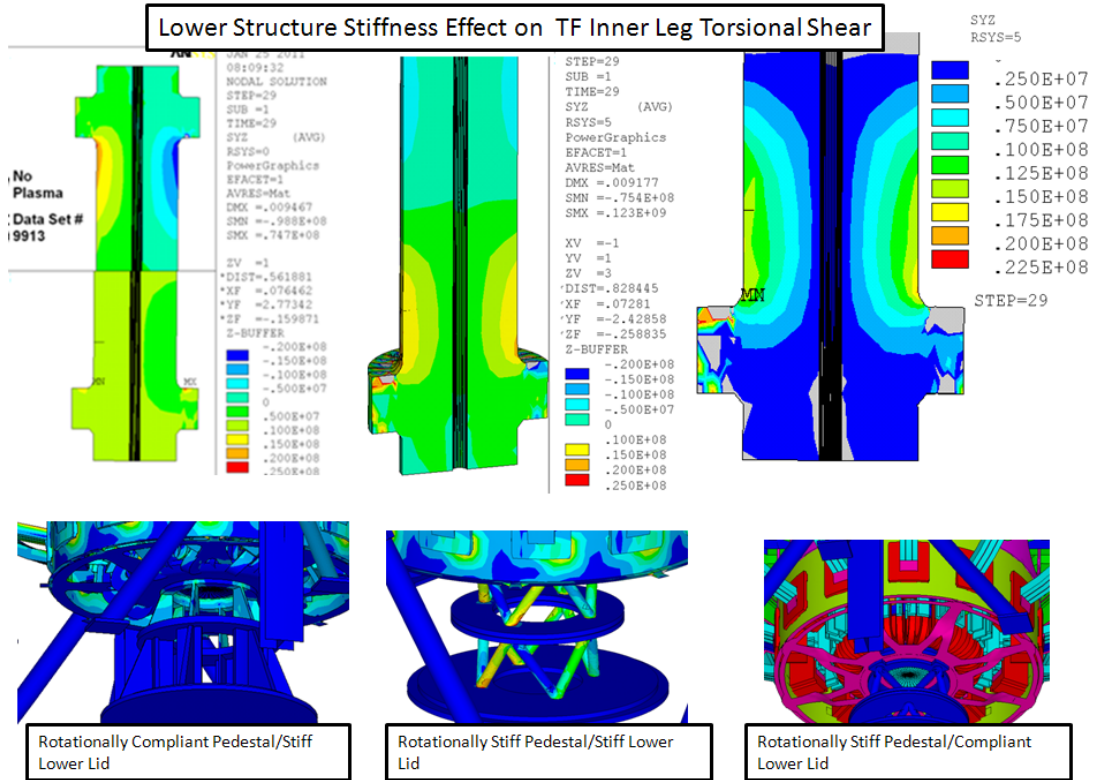 Lower Structure Stiffness Effect on TF Inner Leg Torsional Shear
AN
JAN 25 2011
08:09:32
NODAL SOLUTION
STEP=29
SUB =1
TIME=29
SYZ (AVG)
RSYS=0
PowerGraphics
EFACET=1
AVRES=Mat
DMX =.009467
SMN =-.988E+08
SMX =.747E+08
ZV =1
*DIST=.561881
*XF =.076462
*YF =2.77342
*ZF =-.159871
Z-BUFFER
-.200E+08
-.150E+08
-.100E+08
-.500E+07
0
.500E+07
.100E+08
.150E+08
.200E+08
.250E+08
No
Plasma
Data Set #
9913
MN
MX
STEP=29
SUB =1
TIME=29
SYZ (AVG)
RSYS=5
PowerGraphics
EFACET=1
AVRES=Mat
DMX =.009177
SMN =-.754E+08
SMX =.123E+09
XV =-1
YV =1
ZV =3
*DIST=.828445
*XF =.07281
*YF =-2.42858
*ZF =-.258835
Z-BUFFER
-.200E+08
-.150E+08
-.100E+08
-.500E+07
0
.100E+08
.150E+08
.200E+08
.250E+08
MN
SYZ
RSYS=5
.250E+07
.500E+07
.750E+07
.100E+08
.125E+08
.150E+08
.175E+08
.200E+08
.225E+08
STEP=29
Rotationally Compliant Pedestal/Stiff
Lower Lid
Rotationally Stiff Pedestal/Stiff Lower
Lid
Rotationally Stiff Pedestal/Compliant
Lower Lid